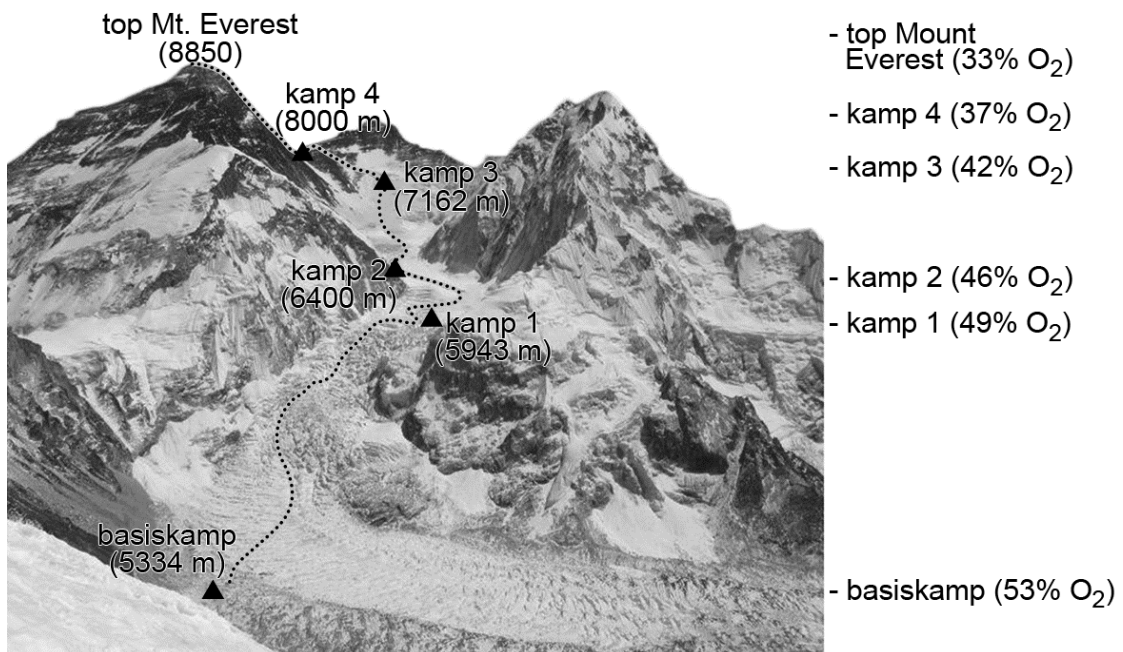 top Mt. Everest
(8850)
kamp 4
(8000 m)
kamp 3
(7162 m)
kamp 2
(6400 m)
kamp 1
(5943 m)
basiskamp
(5334 m)
- top Mount
Everest (33% O₂)
- kamp 4 (37% O₂)
- kamp 3 (42% O₂)
- kamp 2 (46% O₂)
- kamp 1 (49% O₂)
- basiskamp (53% O₂)